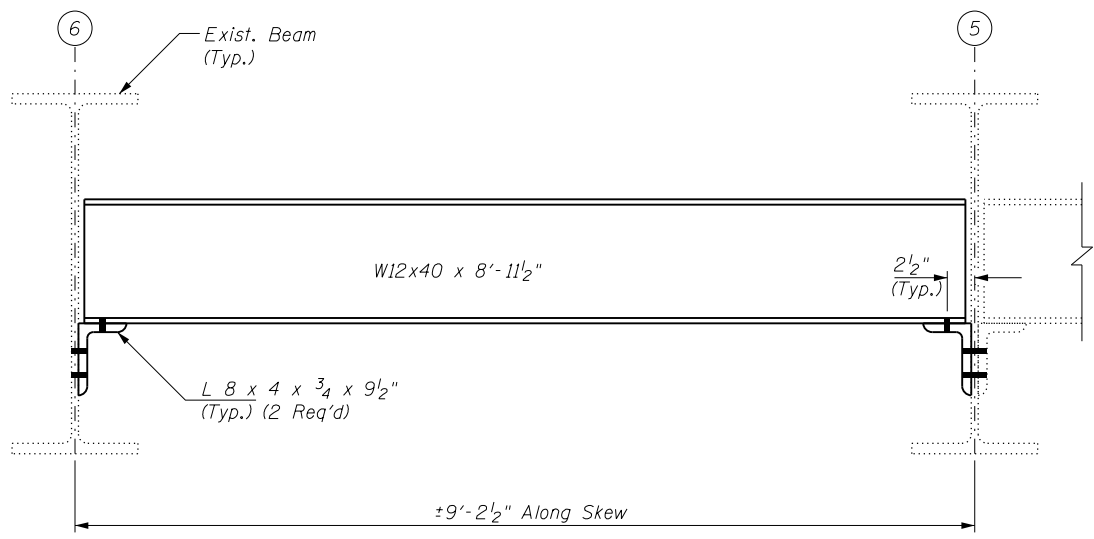 6
5
Exist. Beam
(Typ.)
W12x40 x 8'-11½"
2½"
(Typ.)
L 8 x 4 x ¾ x 9½"
(Typ.) (2 Req'd)
±9'-2½" Along Skew